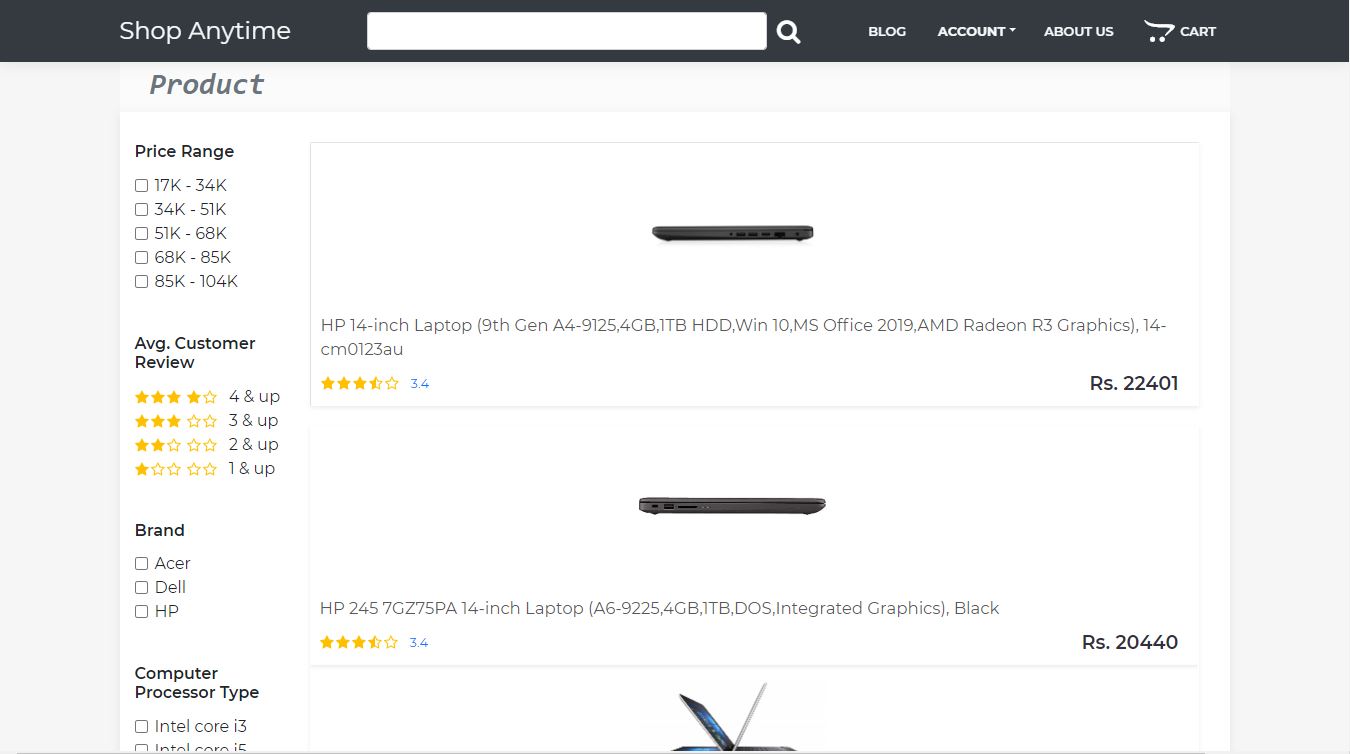 Shop Anytime
BLOG
ACCOUNT
ABOUT US
CART
Product
Price Range
17K - 34K
34K - 51K
51K - 68K
68K - 85K
85K - 104K
Avg. Customer
Review
4 & up
3 & up
2 & up
1 & up
Brand
Acer
Dell
HP
Computer
Processor Type
Intel core i3
Intel core i5
HP 14-inch Laptop (9th Gen A4-9125,4GB,1TB HDD,Win 10,MS Office 2019,AMD Radeon R3 Graphics), 14-
cm0123au
3.4
Rs. 22401
HP 245 7GZ75PA 14-inch Laptop (A6-9225,4GB,1TB,DOS,Integrated Graphics), Black
3.4
Rs. 20440